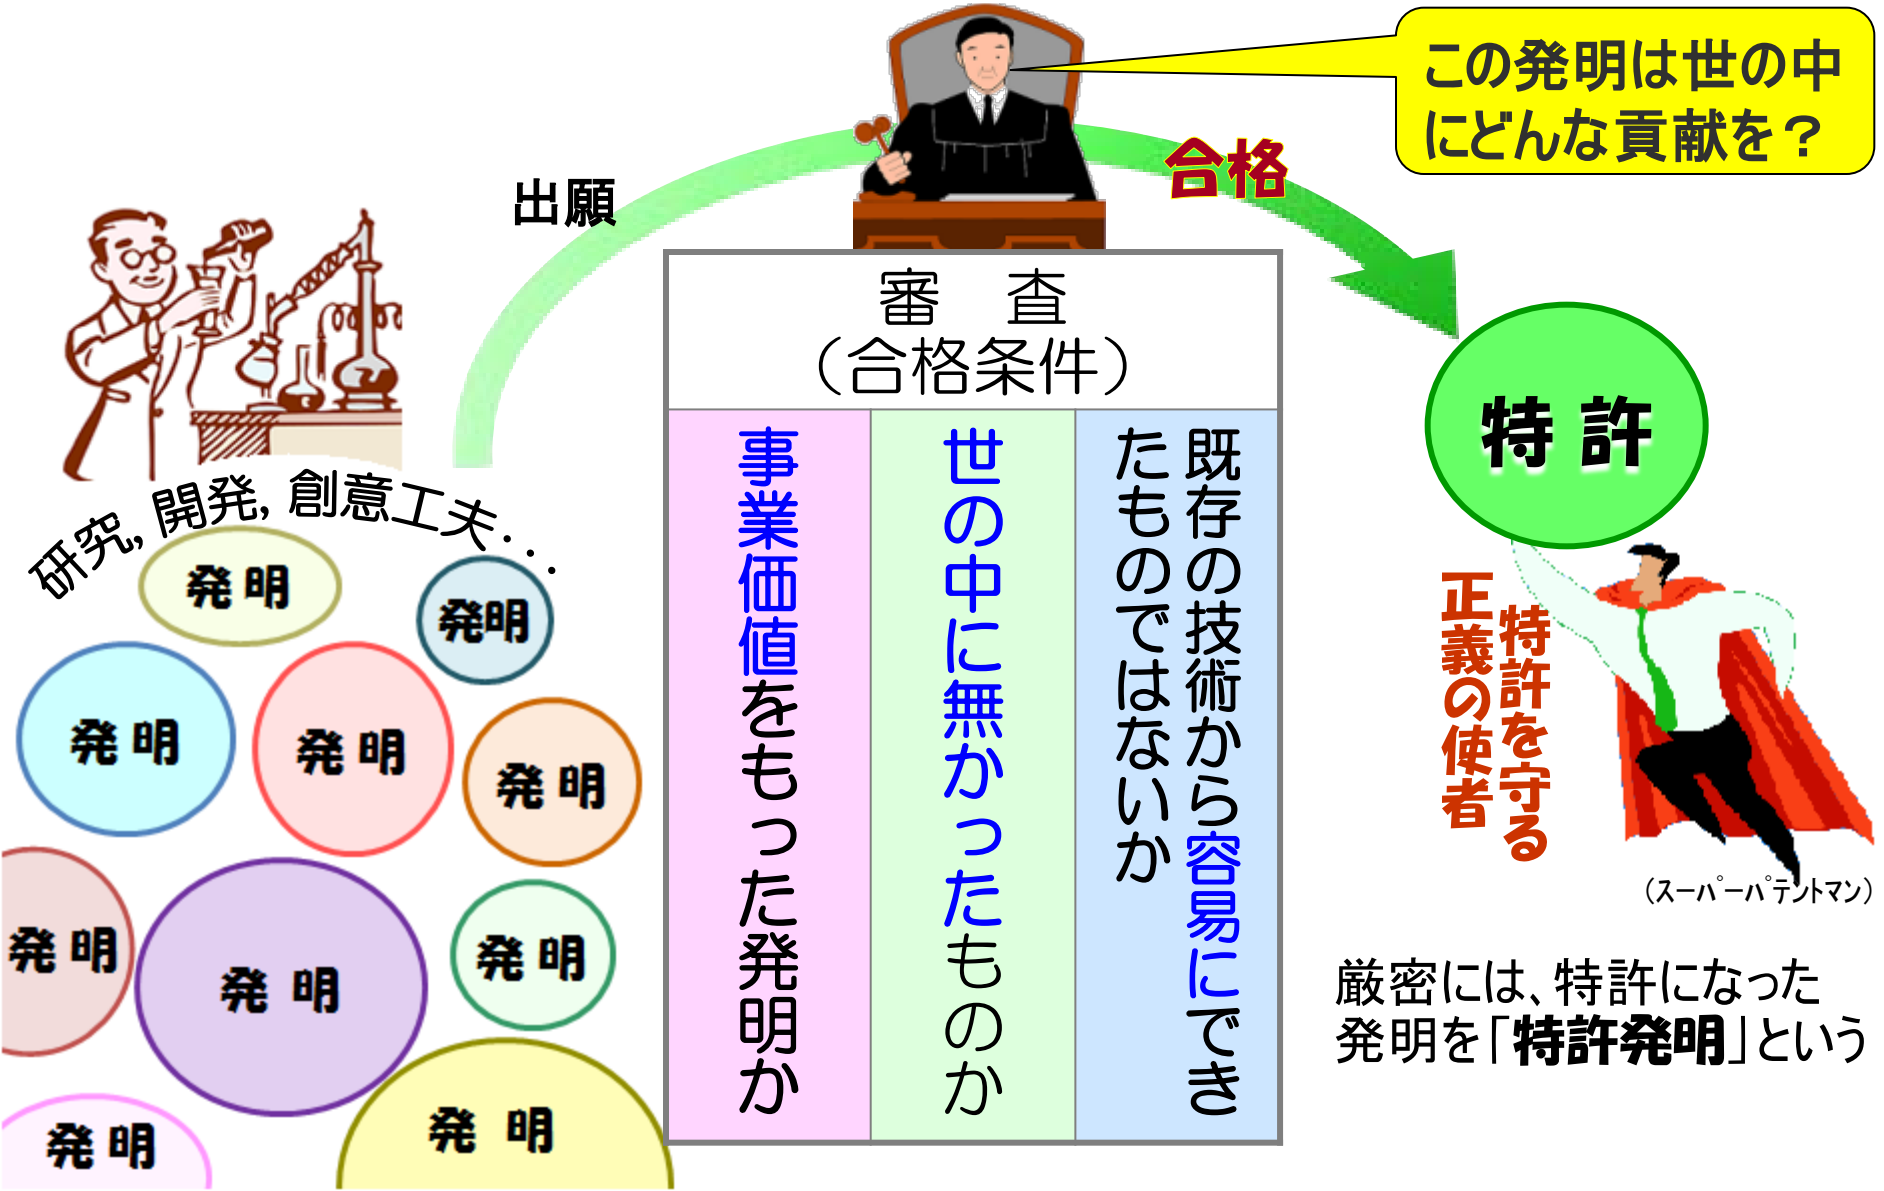 この発明は世の中
にどんな貢献を？
出願
合格
審　査
（合格条件）
既存の技術から容易にでき
たものではないか
世の中に無かったものか
事業価値をもった発明か
研究, 開発, 創意工夫・・・
発明
発明
発明
発明
発明
発明
発明
発明
発明
発明
特許
特許を守る
正義の使者
（ｽｰﾊﾟｰﾊﾟﾃﾝﾄﾏﾝ）
厳密には、特許になった
発明を「特許発明」という